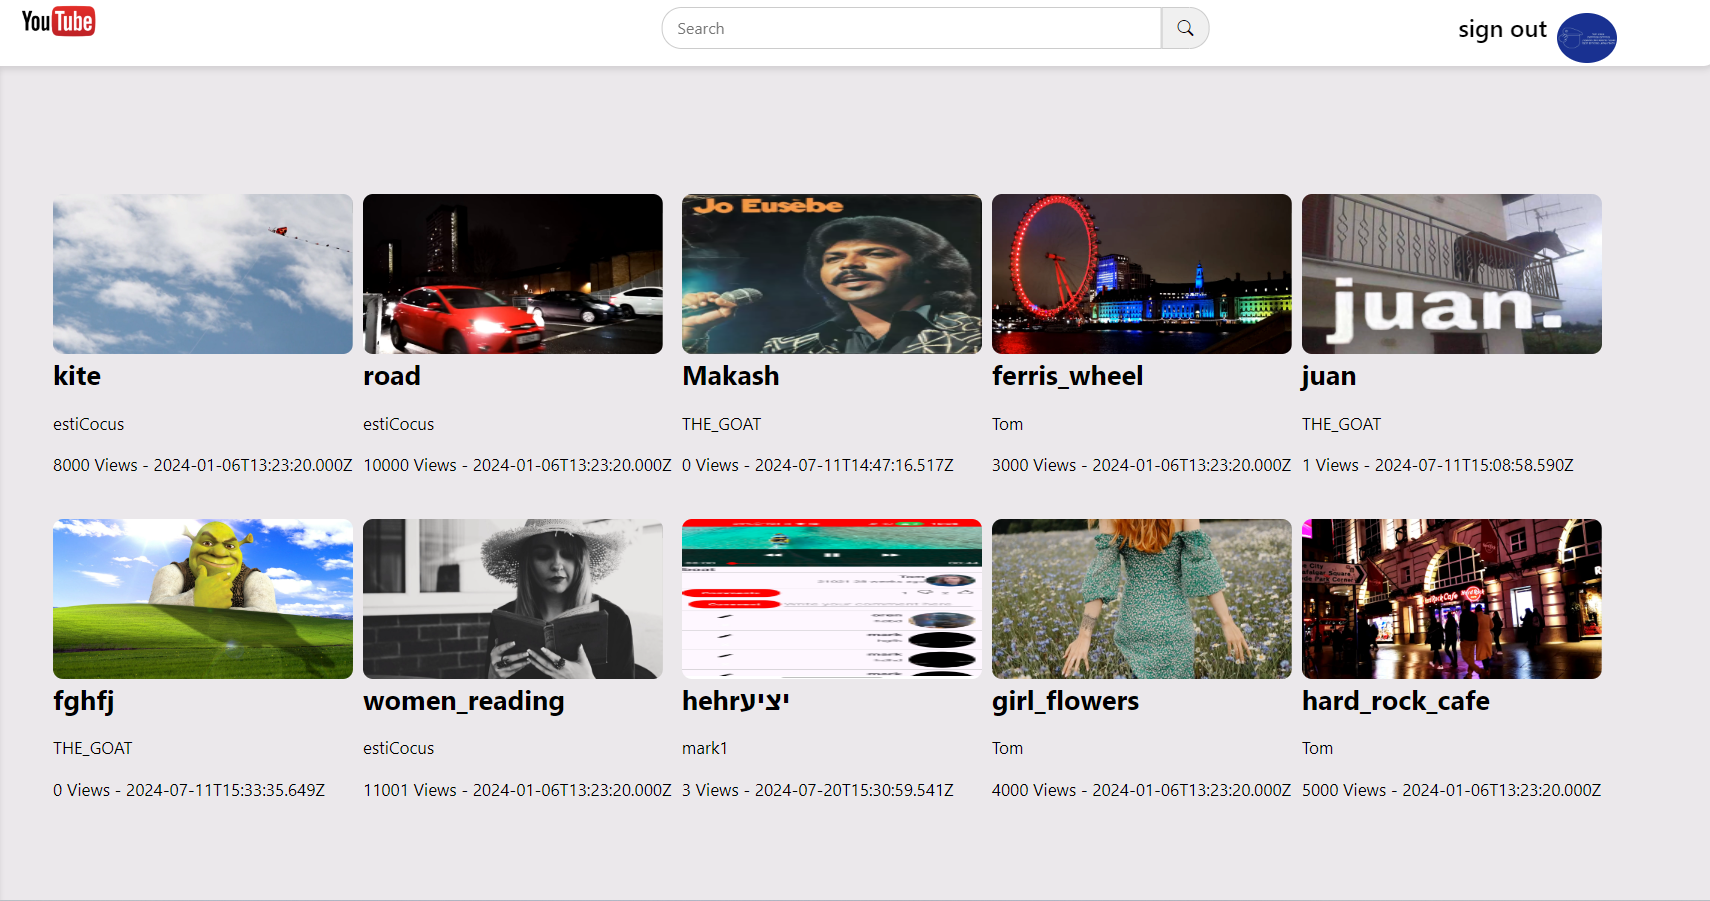 YouTube
Search
sign out
Jo Eusèbe
juan.
kite
road
Makash
ferris_wheel
juan
estiCocus
estiCocus
THE_GOAT
Tom
THE_GOAT
8000 Views - 2024-01-06T13:23:20.000Z
10000 Views - 2024-01-06T13:23:20.000Z
0 Views - 2024-07-11T14:47:16.517Z
3000 Views - 2024-01-06T13:23:20.000Z
1 Views - 2024-07-11T15:08:58.590Z
Hard Rock Cafe
fghfj
women_reading
hehrיציע
girl_flowers
hard_rock_cafe
THE_GOAT
estiCocus
mark1
Tom
Tom
0 Views - 2024-07-11T15:33:35.649Z
11001 Views - 2024-01-06T13:23:20.000Z
3 Views - 2024-07-20T15:30:59.541Z
4000 Views - 2024-01-06T13:23:20.000Z
5000 Views - 2024-01-06T13:23:20.000Z